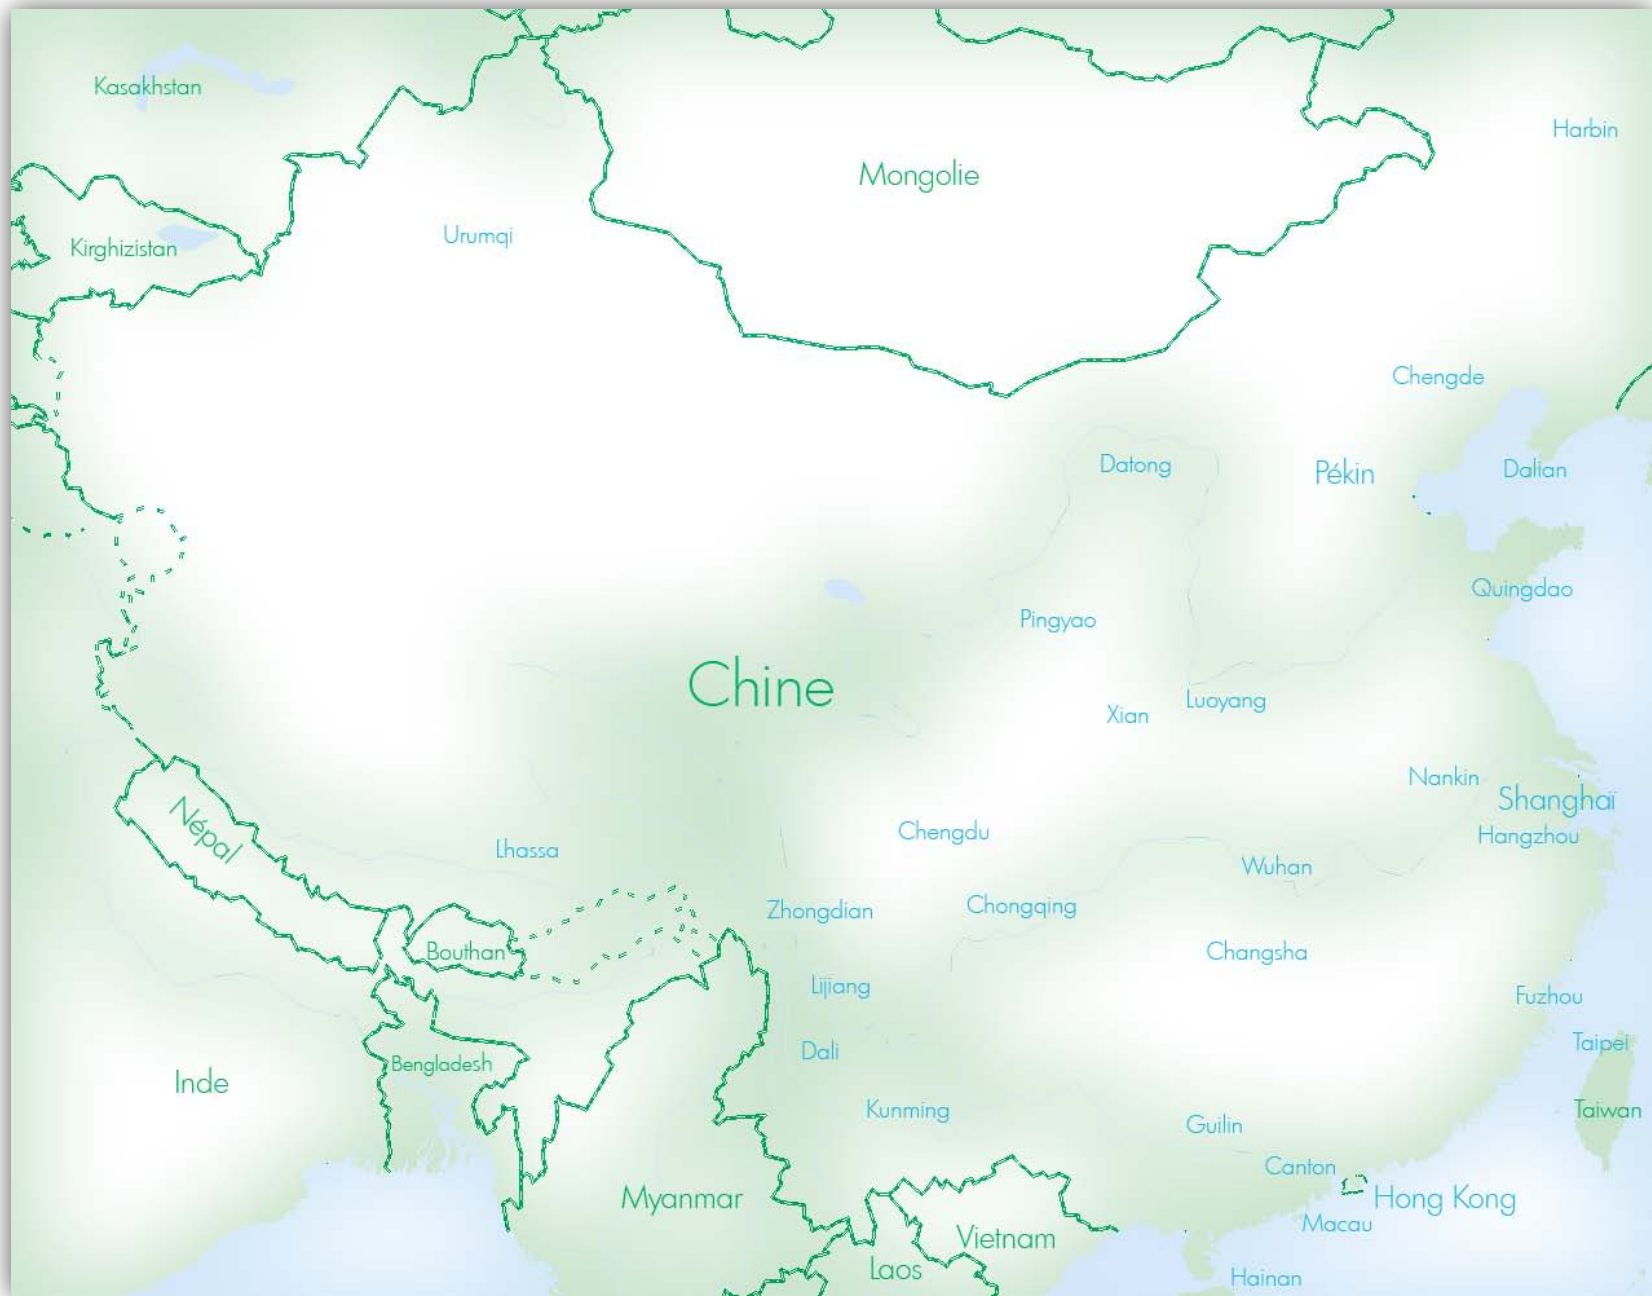 Kasakhstan
Harbin
Mongolie
Urumqi
Kirghizistan
Chengde
Datong
Pékin
Dalian
Quingdao
Pingyao
Chine
Xian
Luoyang
Nankin
Shanghaï
Népal
Chengdu
Hangzhou
Lhassa
Wuhan
Zhongdian
Chongqing
Bouthan
Changsha
Lijiang
Fuzhou
Taipei
Dali
Bengladesh
Inde
Kunming
Taiwan
Guilin
Canton
Myanmar
Hong Kong
Macau
Vietnam
Laos
Hainan